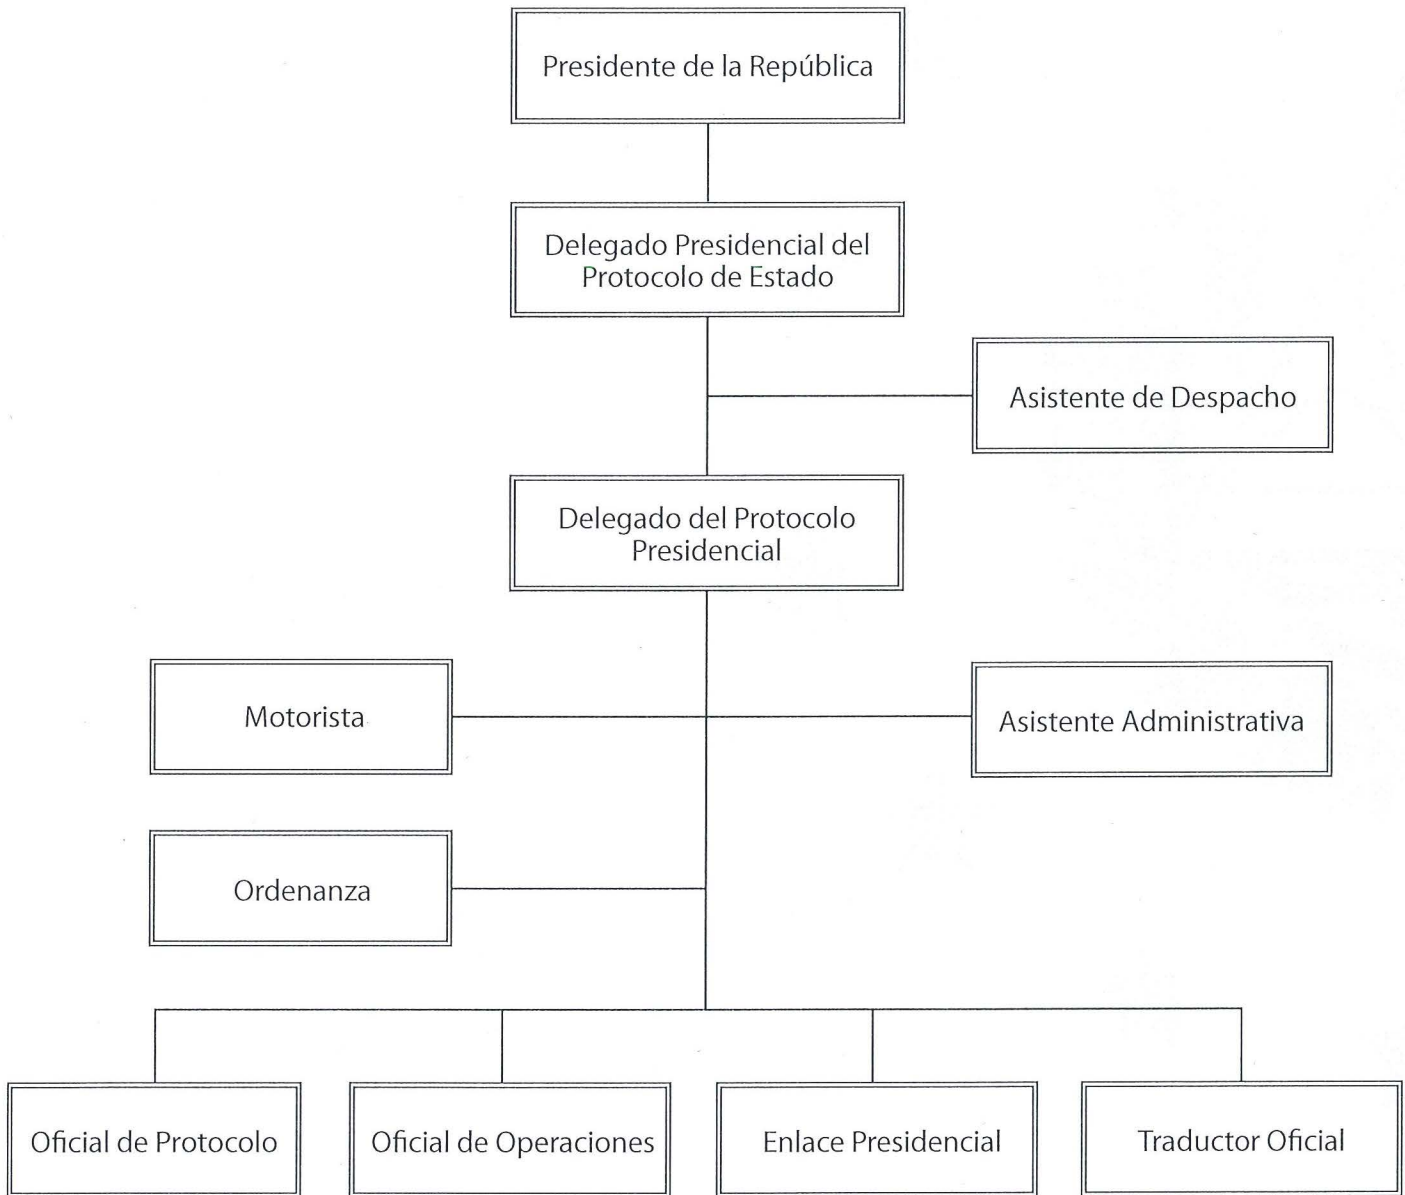 Presidente de la República
Delegado Presidencial del
Protocolo de Estado
Asistente de Despacho
Delegado del Protocolo
Presidencial
Motorista
Asistente Administrativa
Ordenanza
Oficial de Protocolo
Oficial de Operaciones
Enlace Presidencial
Traductor Oficial